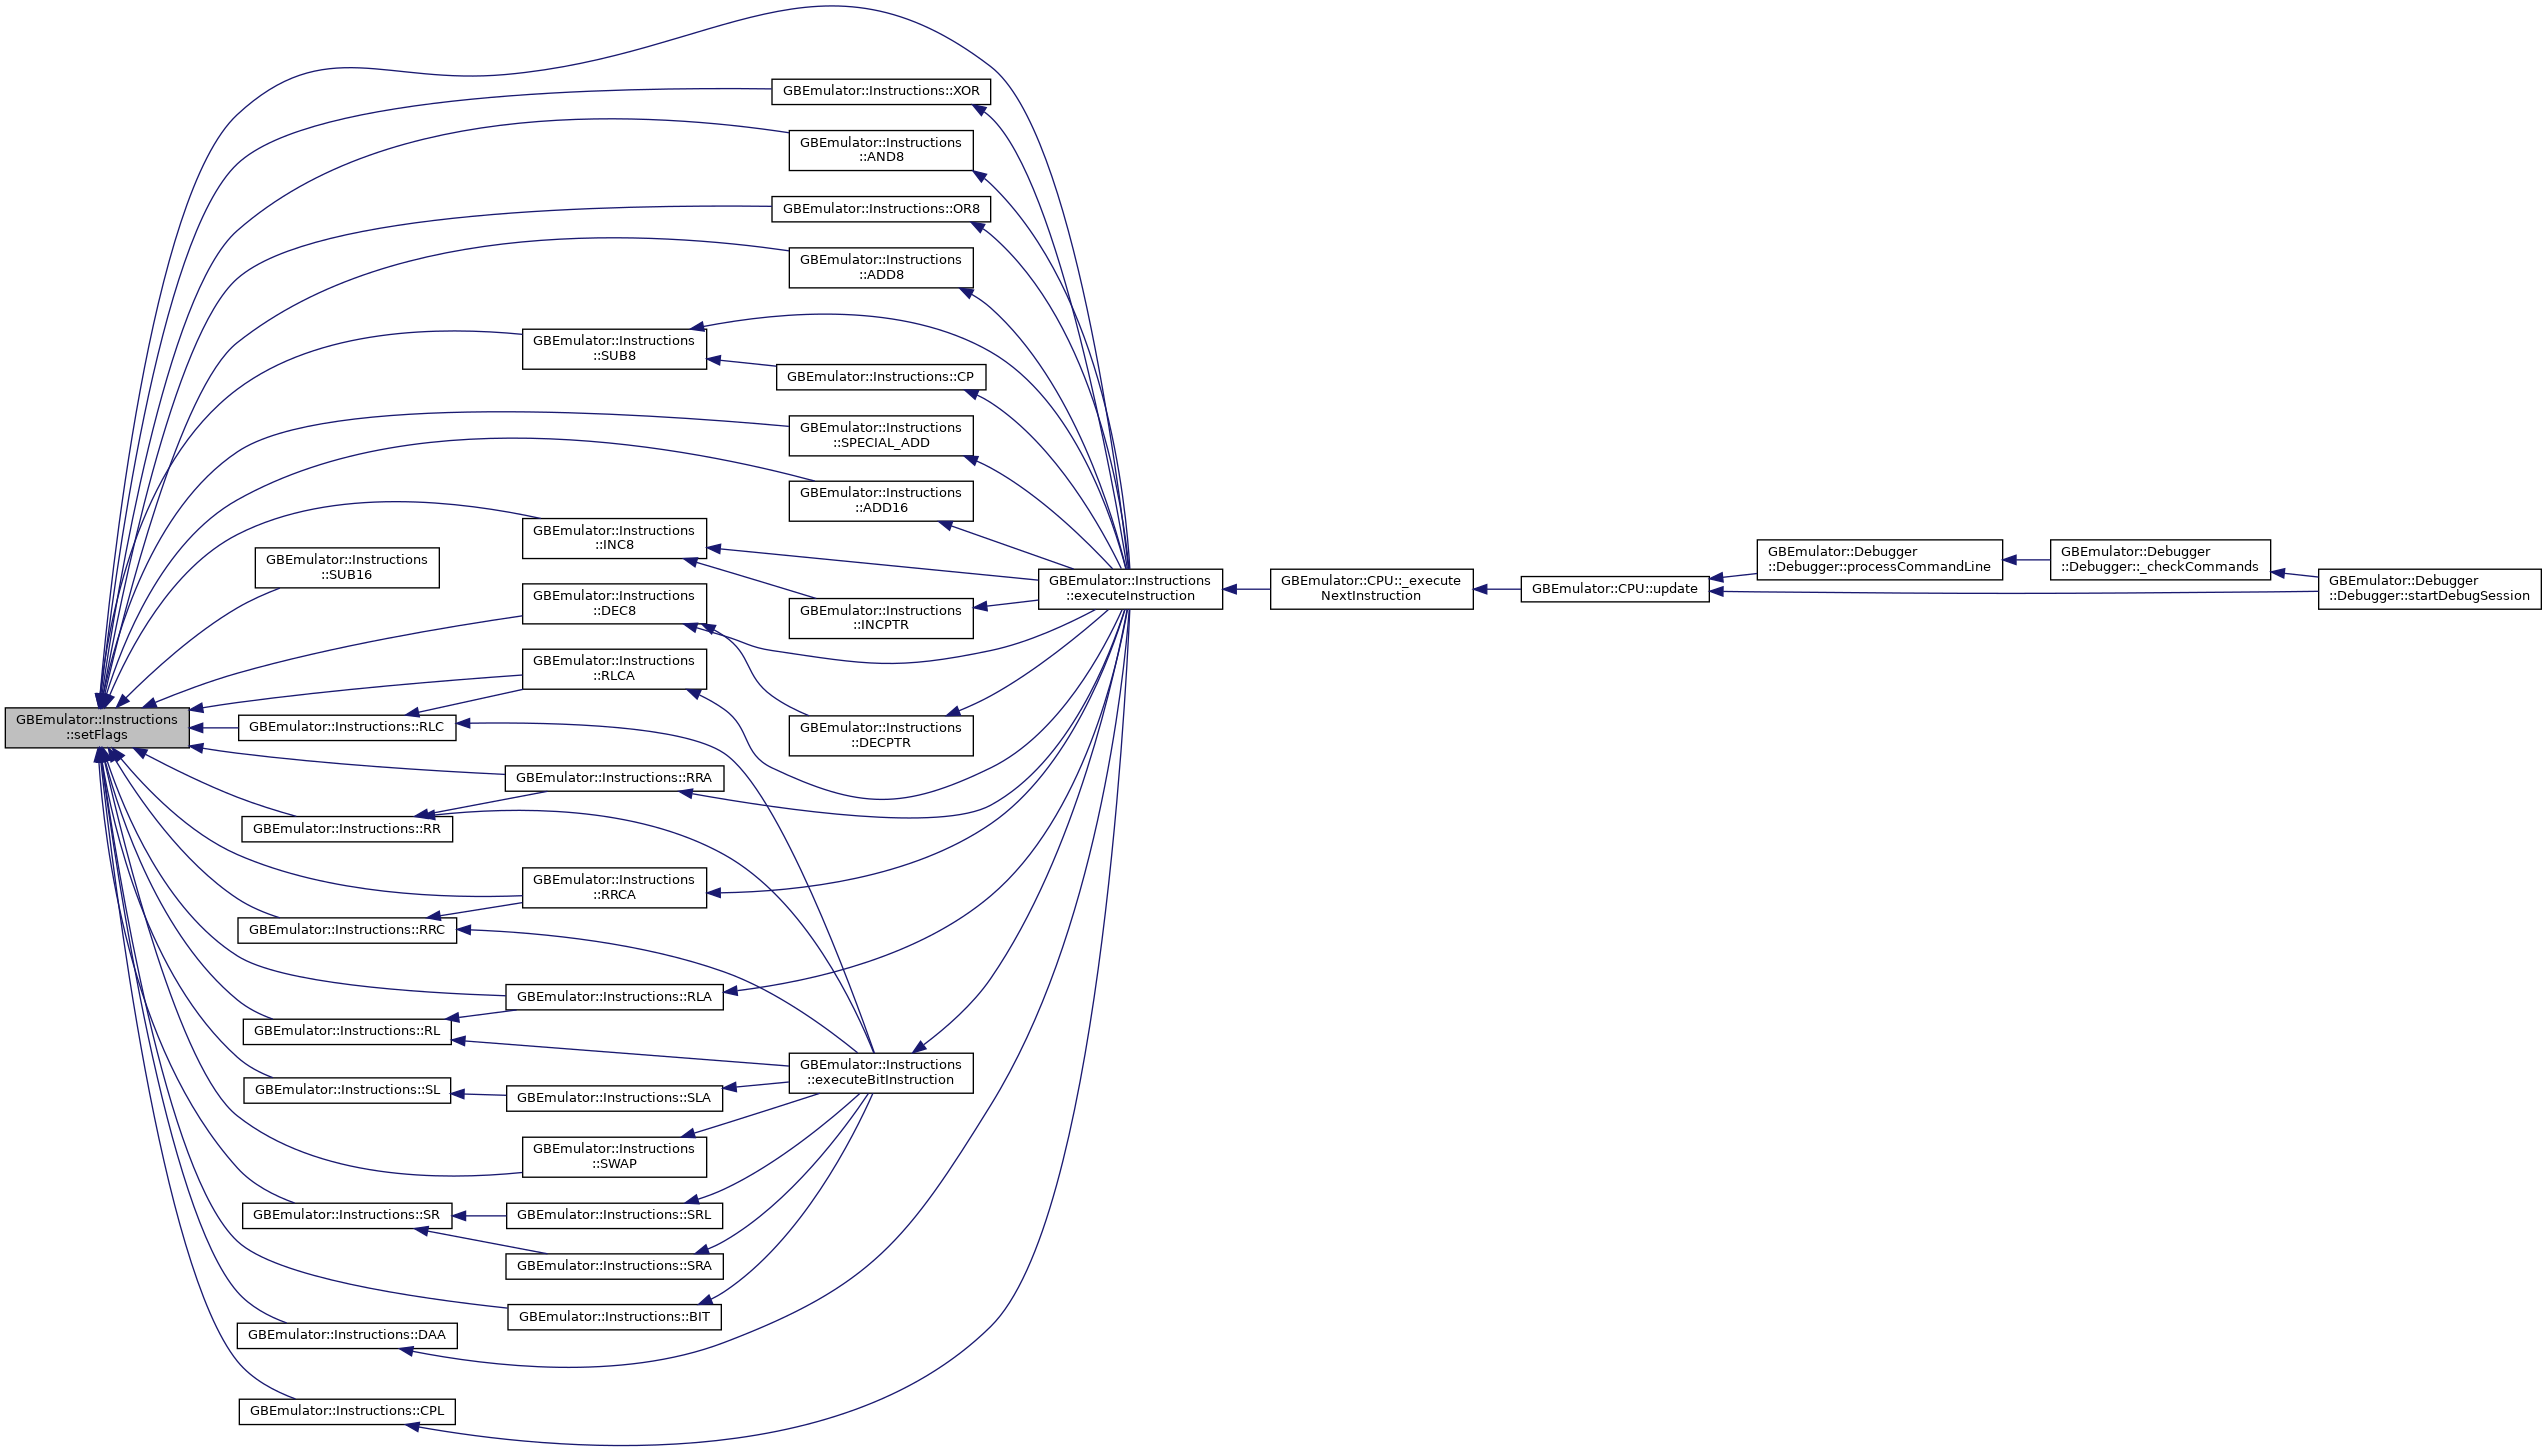 GBEmulator::Instructions::XOR
GBEmulator::Instructions
::AND8
GBEmulator::Instructions::OR8
GBEmulator::Instructions
::ADD8
GBEmulator::Instructions
::SUB8
GBEmulator::Instructions::CP
GBEmulator::Instructions
::SPECIAL_ADD
GBEmulator::Instructions
::ADD16
GBEmulator::Instructions
::INC8
GBEmulator::Instructions
::SUB16
GBEmulator::Instructions
::DEC8
GBEmulator::Instructions
::INCPTR
GBEmulator::Instructions
::executeInstruction
GBEmulator::CPU::_execute
NextInstruction
GBEmulator::CPU::update
GBEmulator::Debugger
::Debugger::processCommandLine
GBEmulator::Debugger
::Debugger::_checkCommands
GBEmulator::Debugger
::Debugger::startDebugSession
GBEmulator::Instructions
::RLCA
GBEmulator::Instructions
::setFlags
GBEmulator::Instructions::RLC
GBEmulator::Instructions
::DECPTR
GBEmulator::Instructions::RRA
GBEmulator::Instructions::RR
GBEmulator::Instructions
::RRCA
GBEmulator::Instructions::RRC
GBEmulator::Instructions::RLA
GBEmulator::Instructions::RL
GBEmulator::Instructions
::executeBitInstruction
GBEmulator::Instructions::SL
GBEmulator::Instructions::SLA
GBEmulator::Instructions
::SWAP
GBEmulator::Instructions::SR
GBEmulator::Instructions::SRL
GBEmulator::Instructions::SRA
GBEmulator::Instructions::BIT
GBEmulator::Instructions::DAA
GBEmulator::Instructions::CPL